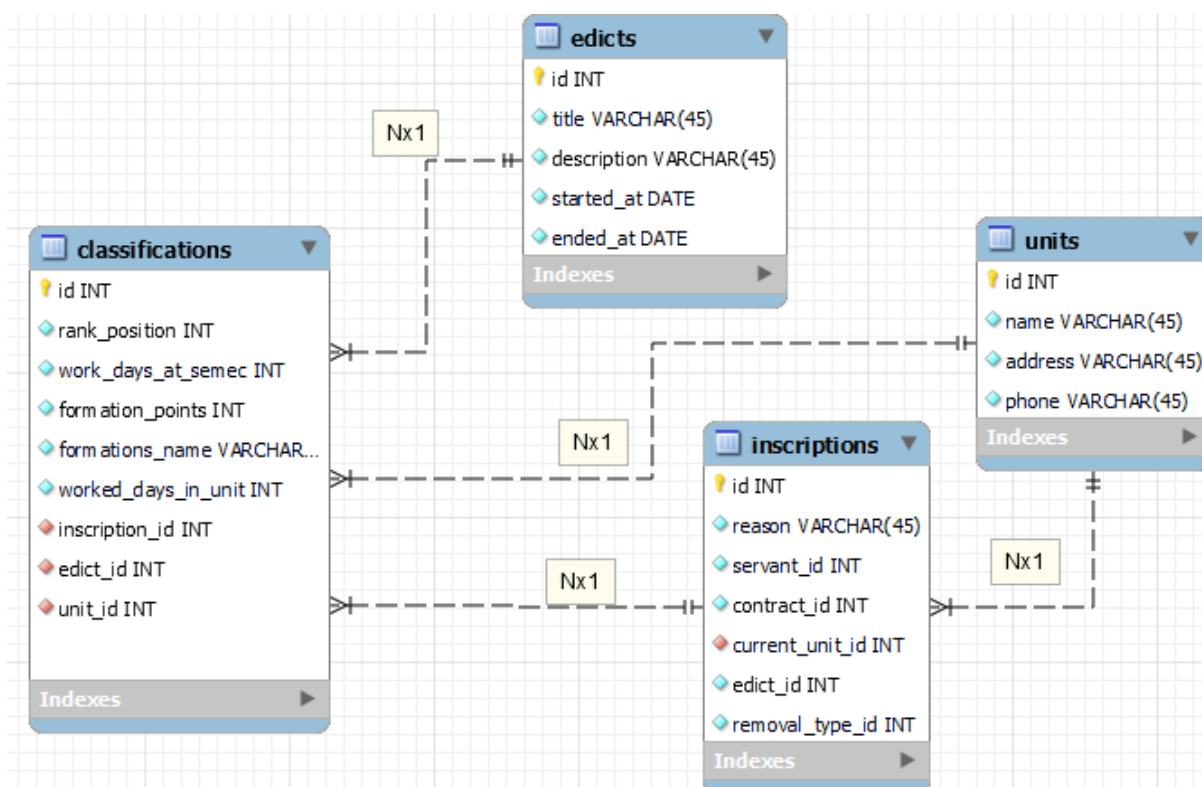 edicts
id INT
title VARCHAR(45)
description VARCHAR(45)
started_at DATE
ended_at DATE
Indexes
Nx1
classifications
id INT
rank_position INT
work_days_at_semec INT
formation_points INT
formations_name VARCHAR...
worked_days_in_unit INT
inscription_id INT
edict_id INT
unit_id INT
Indexes
units
id INT
name VARCHAR(45)
address VARCHAR(45)
phone VARCHAR(45)
Indexes
Nx1
inscriptions
id INT
reason VARCHAR(45)
servant_id INT
contract_id INT
current_unit_id INT
edict_id INT
removal_type_id INT
Indexes
Nx1
Nx1